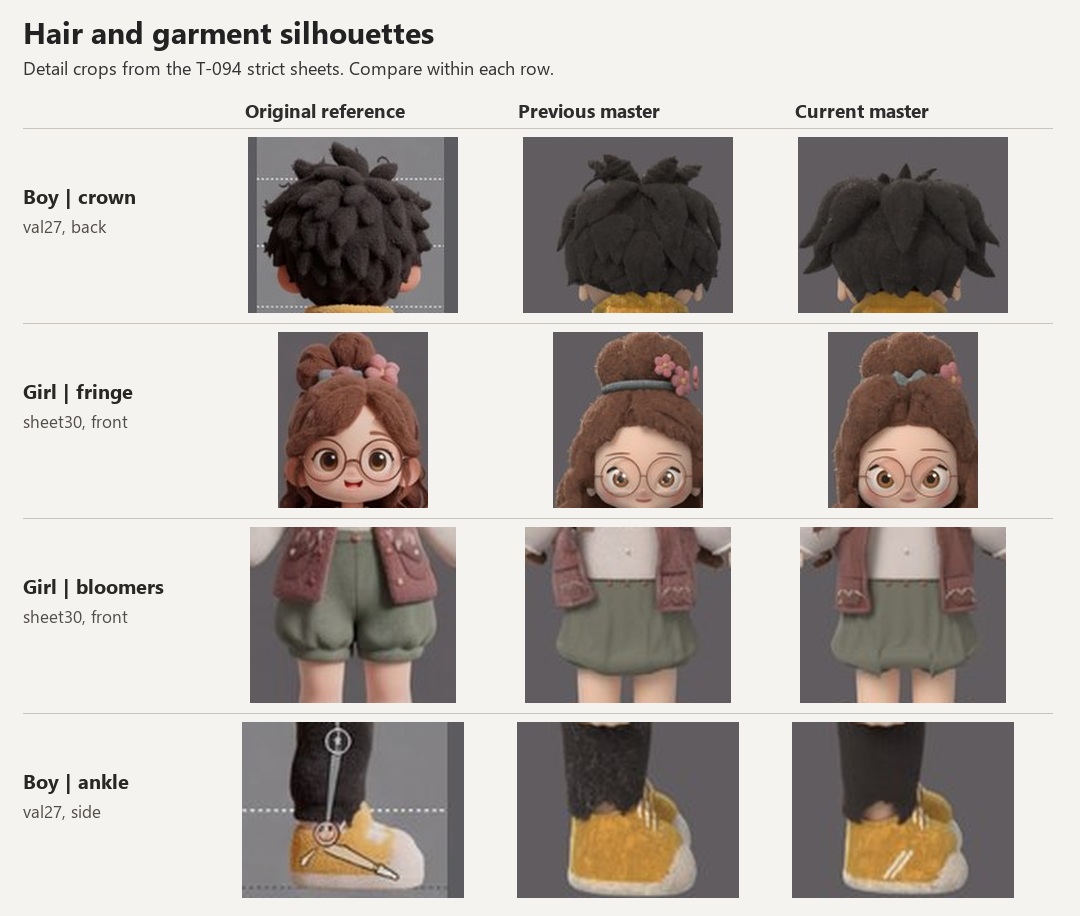 Hair and garment silhouettes
Detail crops from the T-094 strict sheets. Compare within each row.
Original reference Previous master Current master
Boy | crown
val27, back
Girl | fringe
sheet30, front
Girl | bloomers
sheet30, front
Boy | ankle
val27, side